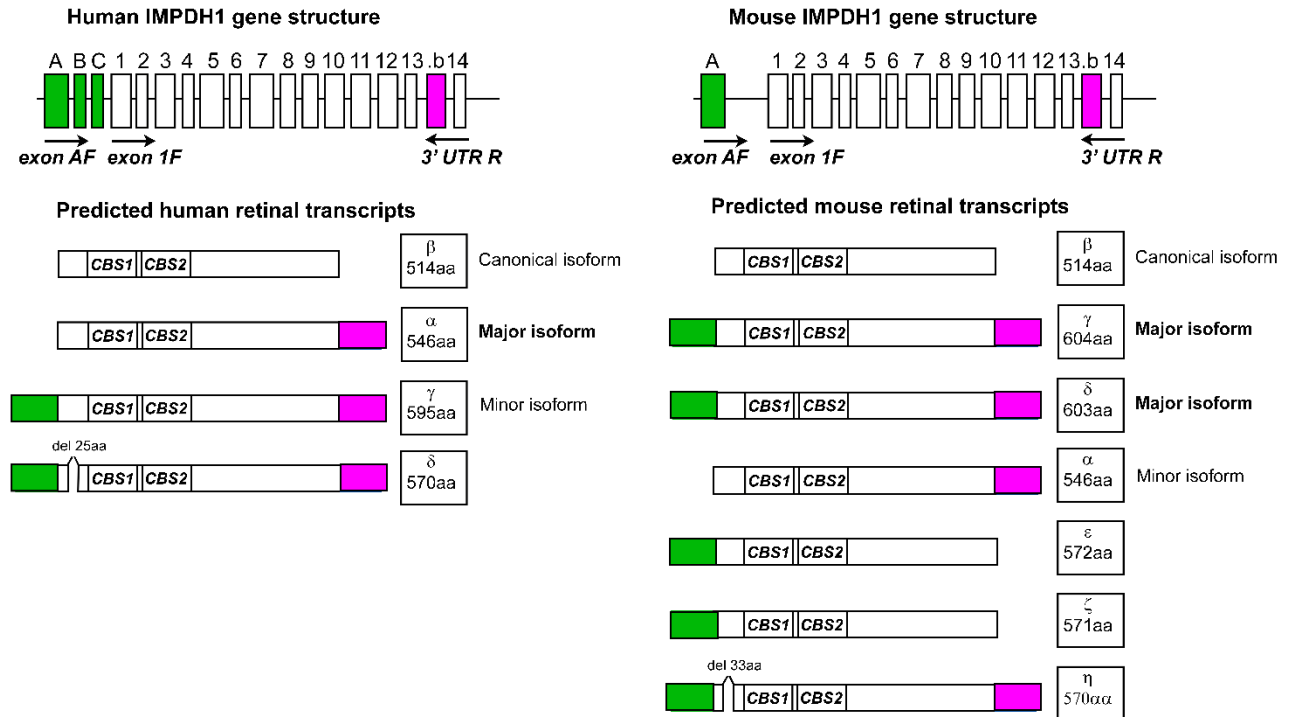 Human IMPDH1 gene structure
A B C 1 2 3 4 5 6 7 8 9 10 11 12 13 .b 14
exon AF exon 1F 3' UTR R
Predicted human retinal transcripts
CBS1 CBS2
β
514aa
Canonical isoform
CBS1 CBS2
α
546aa
Major isoform
CBS1 CBS2
γ
595aa
Minor isoform
del 25aa
CBS1 CBS2
δ
570aa
Mouse IMPDH1 gene structure
A 1 2 3 4 5 6 7 8 9 10 11 12 13 .b 14
exon AF exon 1F 3' UTR R
Predicted mouse retinal transcripts
CBS1 CBS2
β
514aa
Canonical isoform
CBS1 CBS2
γ
604aa
Major isoform
CBS1 CBS2
δ
603aa
Major isoform
CBS1 CBS2
α
546aa
Minor isoform
CBS1 CBS2
ε
572aa
CBS1 CBS2
ζ
571aa
del 33aa
CBS1 CBS2
η
570αα